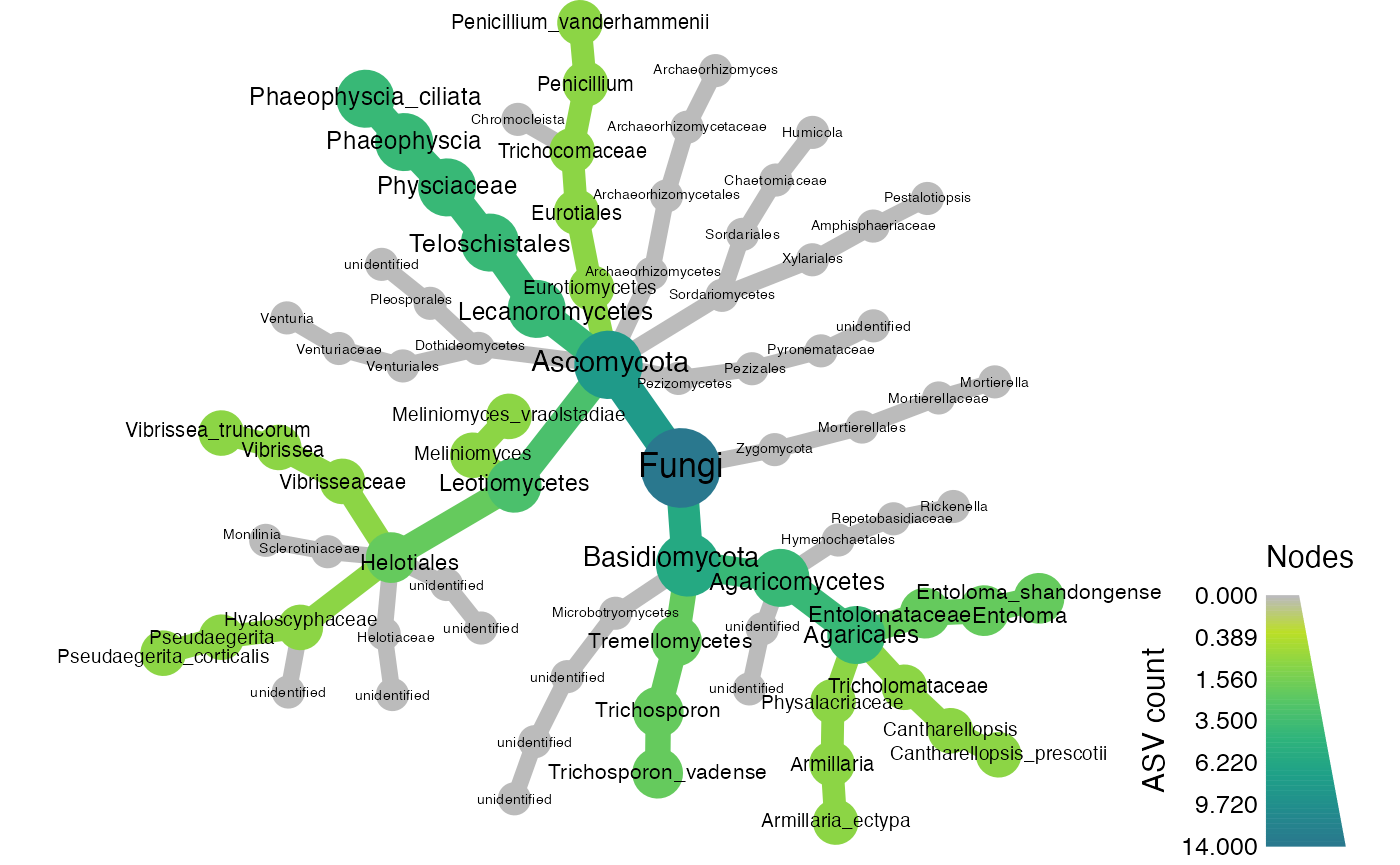 Penicillium_vanderhammenii
Archaeorhizomyces
Penicillium
Phaeophyscia_ciliata
Chromocleista
Archaeorhizomycetaceae
Humicola
Phaeophyscia
Trichocomaceae
Chaetomiaceae
Physciaceae
Archaeorhizomycetales
Pestalotiopsis
Eurotiales
Amphisphaeriaceae
Sordariales
Teloschistales
Xylariales
unidentified
Archaeorhizomycetes
Eurotiomycetes
Sordariomycetes
Pleosporales
Lecanoromycetes
Venturia
unidentified
Dothideomycetes
Venturiaceae
Pyronemataceae
Ascomycota
Venturiales
Pezizales
Pezizomycetes
Mortierella
Mortierellaceae
Meliniomyces_vraolstadiae
Mortierellales
Vibrissea_truncorum
Vibrissea
Zygomycota
Meliniomyces
Fungi
Vibrisseaceae
Leotiomycetes
Rickenella
Repetobasidiaceae
Monilinia
Hymenochaetales
Sclerotiniaceae
Basidiomycota
Helotiales
Nodes
Agaricomycetes
unidentified
Entoloma_shandongense
0.000
Microbotryomycetes
Entolomataceae
Entoloma
Hyaloscyphaceae
unidentified
unidentified
Agaricales
0.389
Pseudaegerita
Helotiaceae
Tremellomycetes
Pseudaegerita_corticalis
unidentified
1.560
unidentified
Tricholomataceae
unidentified
unidentified
Physalacriaceae
Trichosporon
3.500
ASV count
Cantharellopsis
unidentified
Cantharellopsis_prescotii
6.220
Armillaria
Trichosporon_vadense
unidentified
9.720
Armillaria_ectypa
14.000